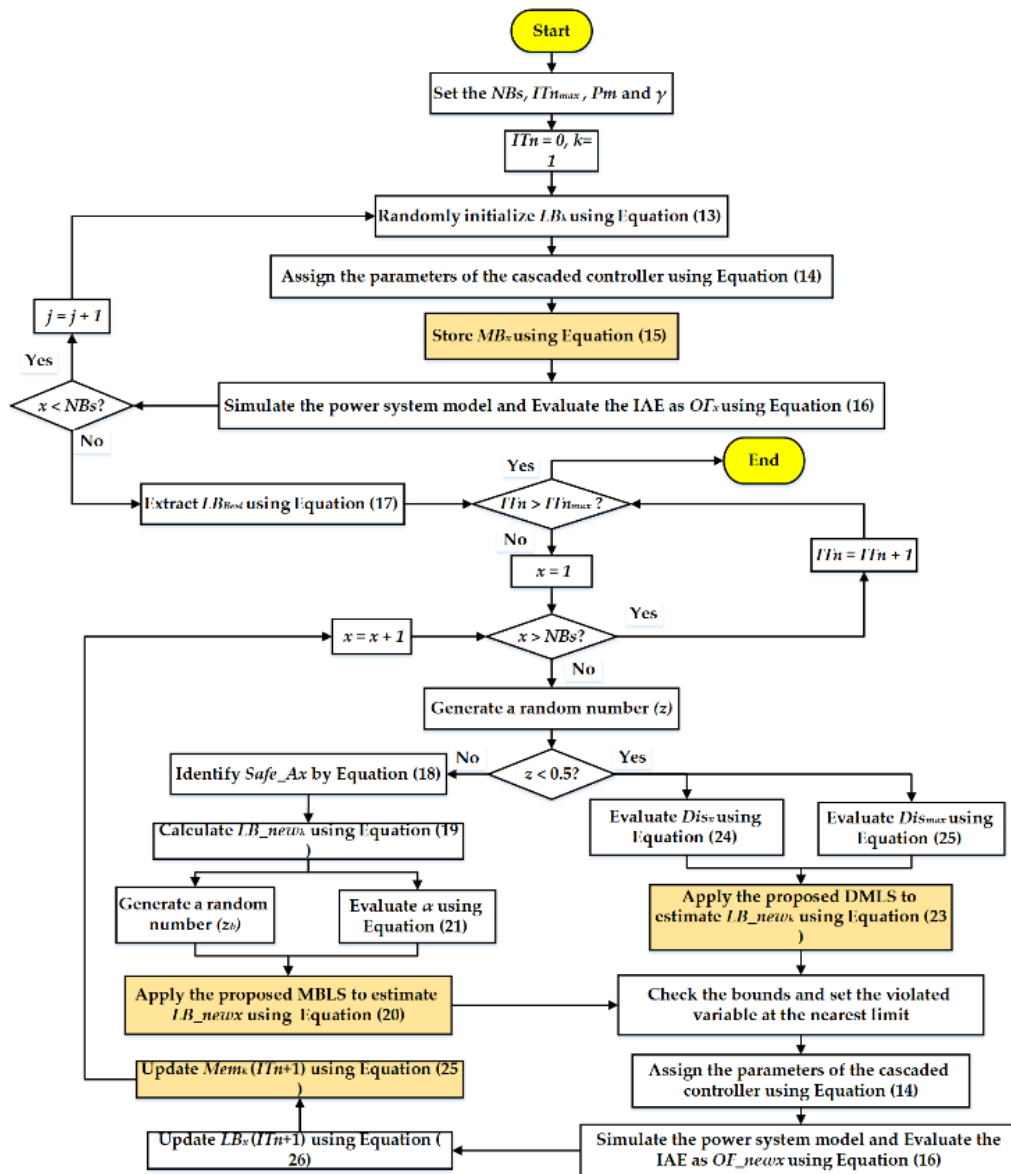 Start
Set the NBs, ITnmax, Pm and γ
ITn = 0, k=
1
Randomly initialize LBk using Equation (13)
Assign the parameters of the cascaded controller using Equation (14)
j = j + 1
Store MBx using Equation (15)
Yes
x < NBs?
Simulate the power system model and Evaluate the IAE as OFx using Equation (16)
No
Yes
End
Extract LBBest using Equation (17)
ITn > ITnmax ?
No
ITn = ITn + 1
x = 1
x = x + 1
x > NBs?
Yes
No
Generate a random number (z)
No
Yes
Identify Safe_Ax by Equation (18)
z < 0.5?
Calculate LB_newk using Equation (19
)
Evaluate Disx using
Equation (24)
Evaluate Dismax using
Equation (25)
Generate a random
number (zb)
Evaluate α using
Equation (21)
Apply the proposed DMLS to
estimate LB_newk using Equation (23
)
Apply the proposed MBLS to estimate
LB_newx using Equation (20)
Check the bounds and set the violated
variable at the nearest limit
Update Memk(ITn+1) using Equation (25
)
Assign the parameters of the cascaded
controller using Equation (14)
Update LBx(ITn+1) using Equation (
26)
Simulate the power system model and Evaluate the
IAE as OF_newx using Equation (16)